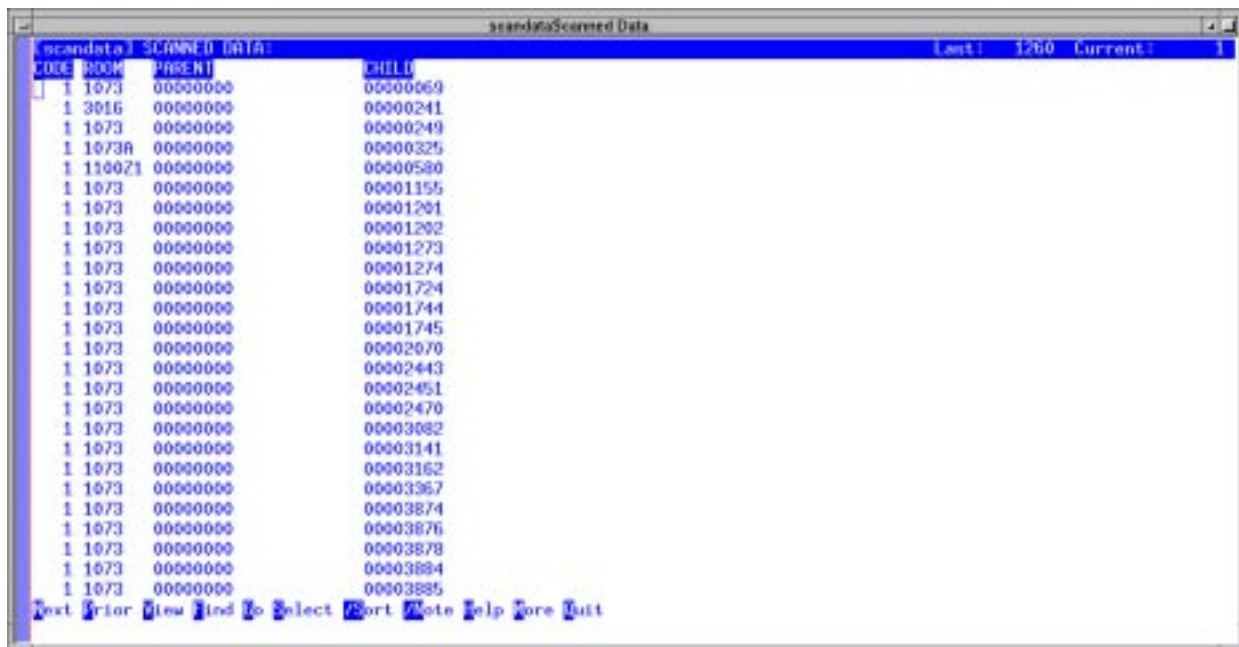 scandataScanned Data
[scandata] SCANNED DATA: Last: 1260 Current: 1
CODE ROOM PARENT CHILD
1 1073 00000000 00000069
1 3016 00000000 00000241
1 1073 00000000 00000249
1 1073A 00000000 00000325
1 1100Z1 00000000 00000580
1 1073 00000000 00001155
1 1073 00000000 00001201
1 1073 00000000 00001202
1 1073 00000000 00001273
1 1073 00000000 00001274
1 1073 00000000 00001724
1 1073 00000000 00001744
1 1073 00000000 00001745
1 1073 00000000 00002070
1 1073 00000000 00002443
1 1073 00000000 00002451
1 1073 00000000 00002470
1 1073 00000000 00003082
1 1073 00000000 00003141
1 1073 00000000 00003162
1 1073 00000000 00003367
1 1073 00000000 00003874
1 1073 00000000 00003876
1 1073 00000000 00003878
1 1073 00000000 00003884
1 1073 00000000 00003885
Next Prior View Find Select /Sort Help More Quit